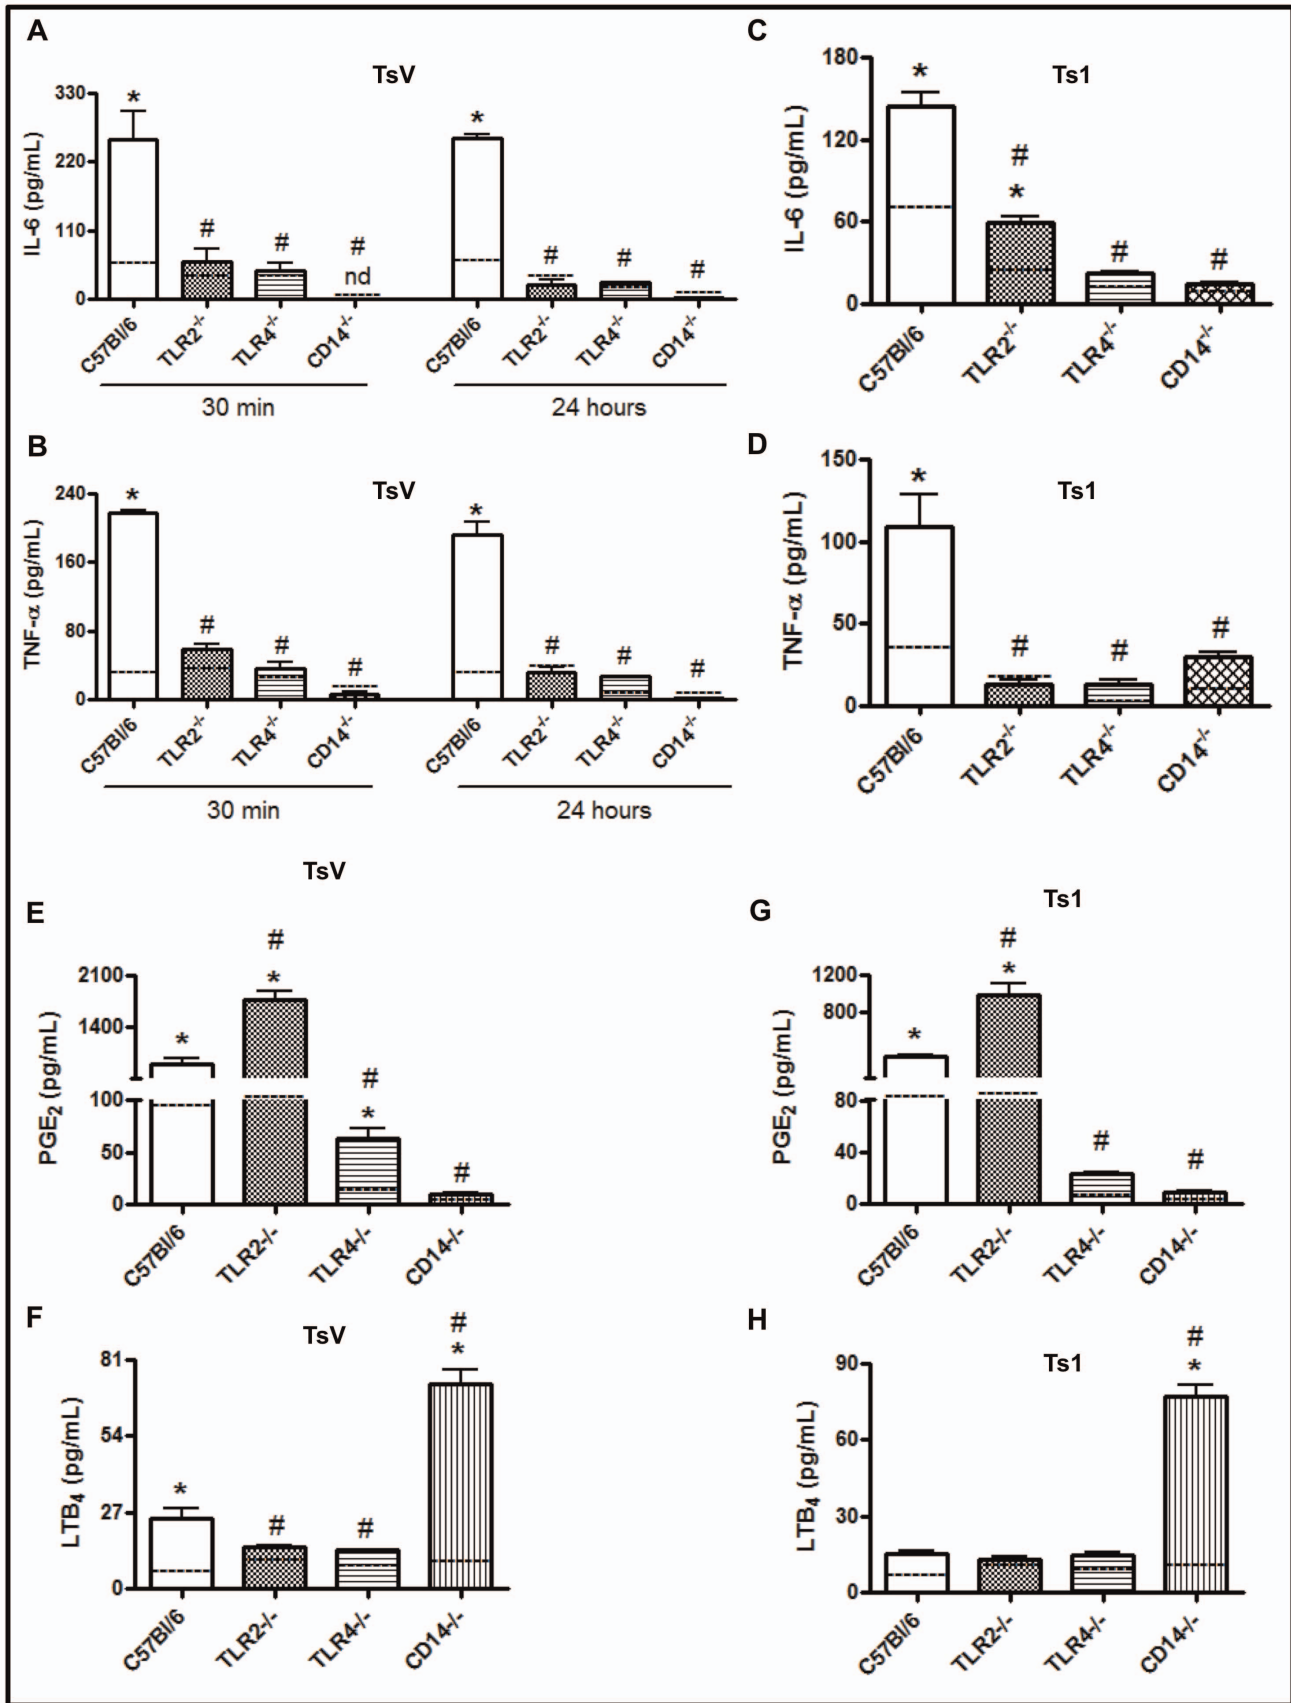 A
TsV
IL-6 (pg/mL)
330
220
110
0
*
#
#
#
nd
*
#
#
#
C57Bl/6
TLR2-/-
TLR4-/-
CD14-/-
C57Bl/6
TLR2-/-
TLR4-/-
CD14-/-
30 min
24 hours
C
Ts1
IL-6 (pg/mL)
180
120
60
0
*
#
*
#
#
C57Bl/6
TLR2-/-
TLR4-/-
CD14-/-
B
TsV
TNF-α (pg/mL)
240
160
80
0
*
#
#
#
*
#
#
#
C57Bl/6
TLR2-/-
TLR4-/-
CD14-/-
C57Bl/6
TLR2-/-
TLR4-/-
CD14-/-
30 min
24 hours
D
Ts1
TNF-α (pg/mL)
150
100
50
0
*
#
#
#
C57Bl/6
TLR2-/-
TLR4-/-
CD14-/-
TsV
E
PGE2 (pg/mL)
2100
1400
100
50
0
*
#
*
#
*
#
C57Bl/6
TLR2-/-
TLR4-/-
CD14-/-
Ts1
G
PGE2 (pg/mL)
1200
800
80
40
0
*
#
*
#
#
C57Bl/6
TLR2-/-
TLR4-/-
CD14-/-
F
TsV
LTB4 (pg/mL)
81
54
27
0
*
#
#
#
*
C57Bl/6
TLR2-/-
TLR4-/-
CD14-/-
H
Ts1
LTB4 (pg/mL)
90
60
30
0
#
*
C57Bl/6
TLR2-/-
TLR4-/-
CD14-/-